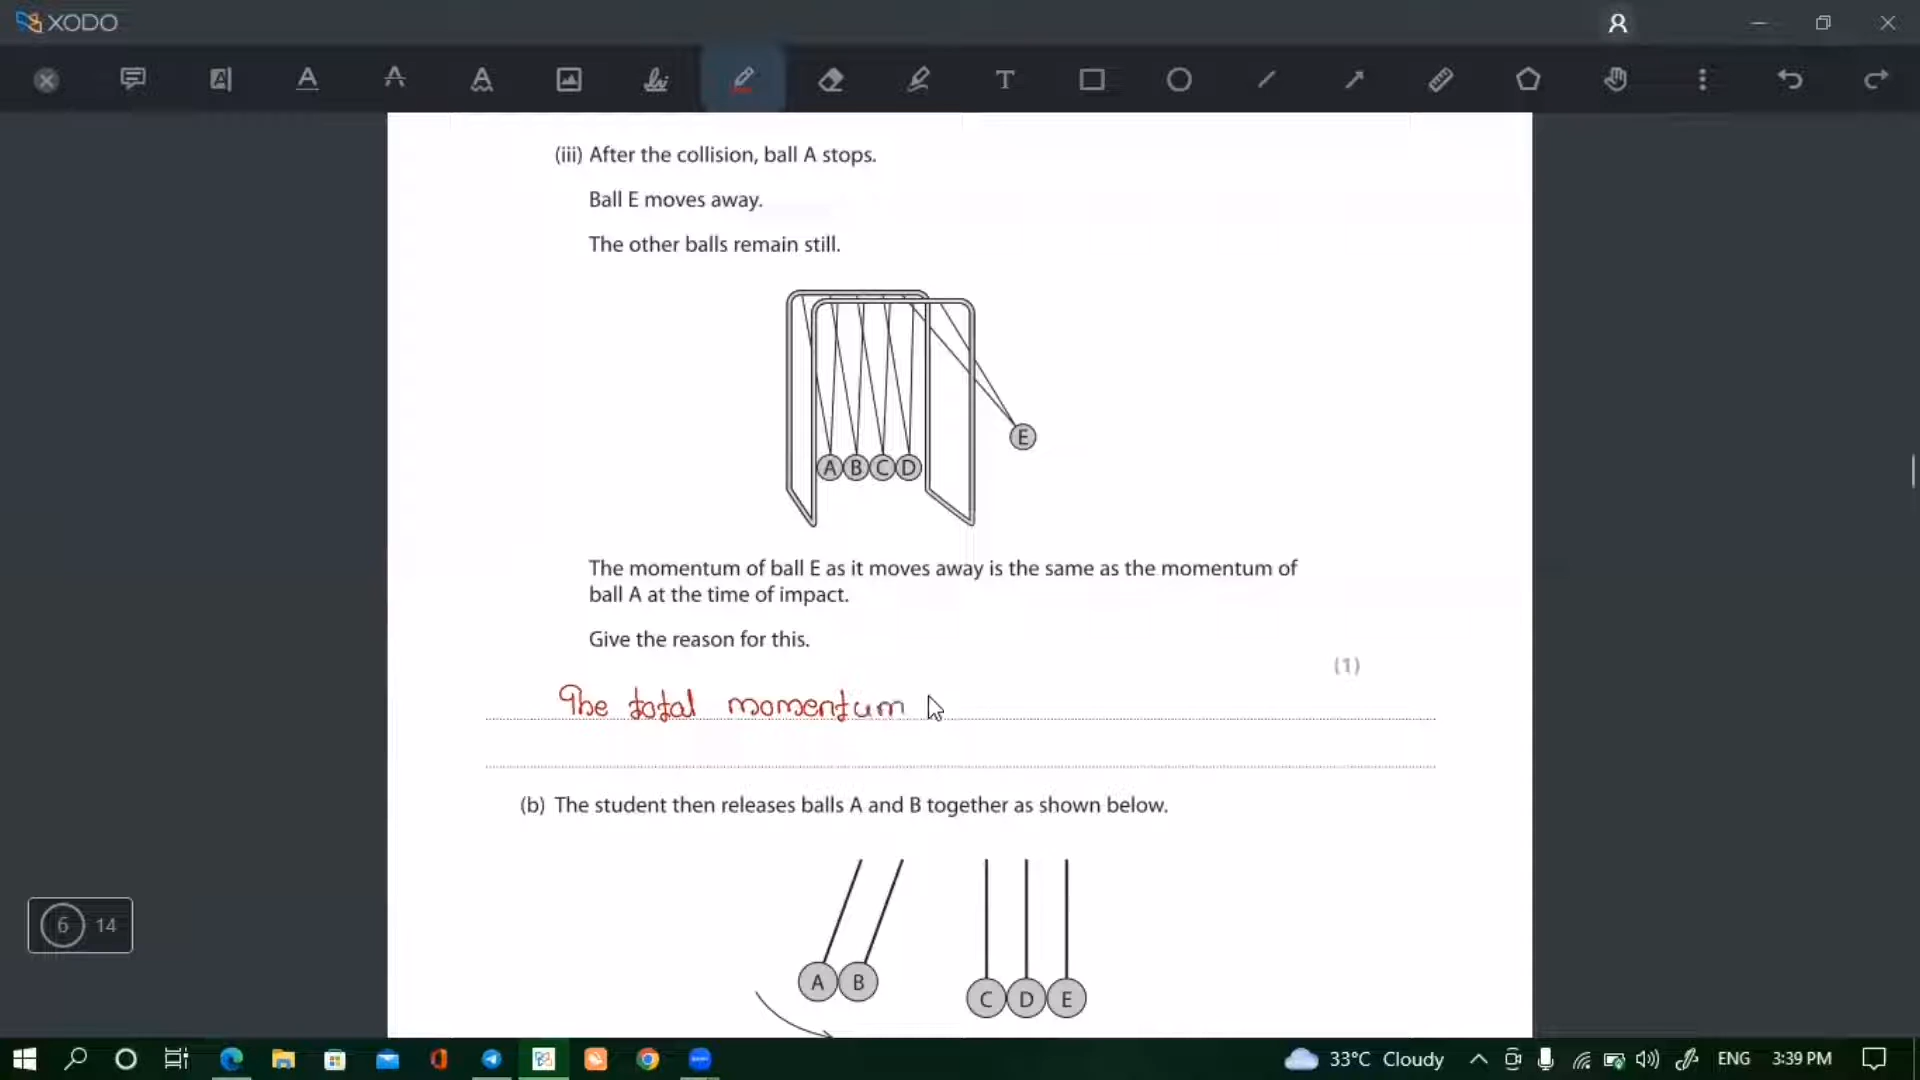 XODO
(iii) After the collision, ball A stops.
Ball E moves away.
The other balls remain still.
E
A B C D
The momentum of ball E as it moves away is the same as the momentum of
ball A at the time of impact.
Give the reason for this.
(1)
The total momentum
(b) The student then releases balls A and B together as shown below.
A B
C D E
6 14
33°C Cloudy ENG 3:39 PM